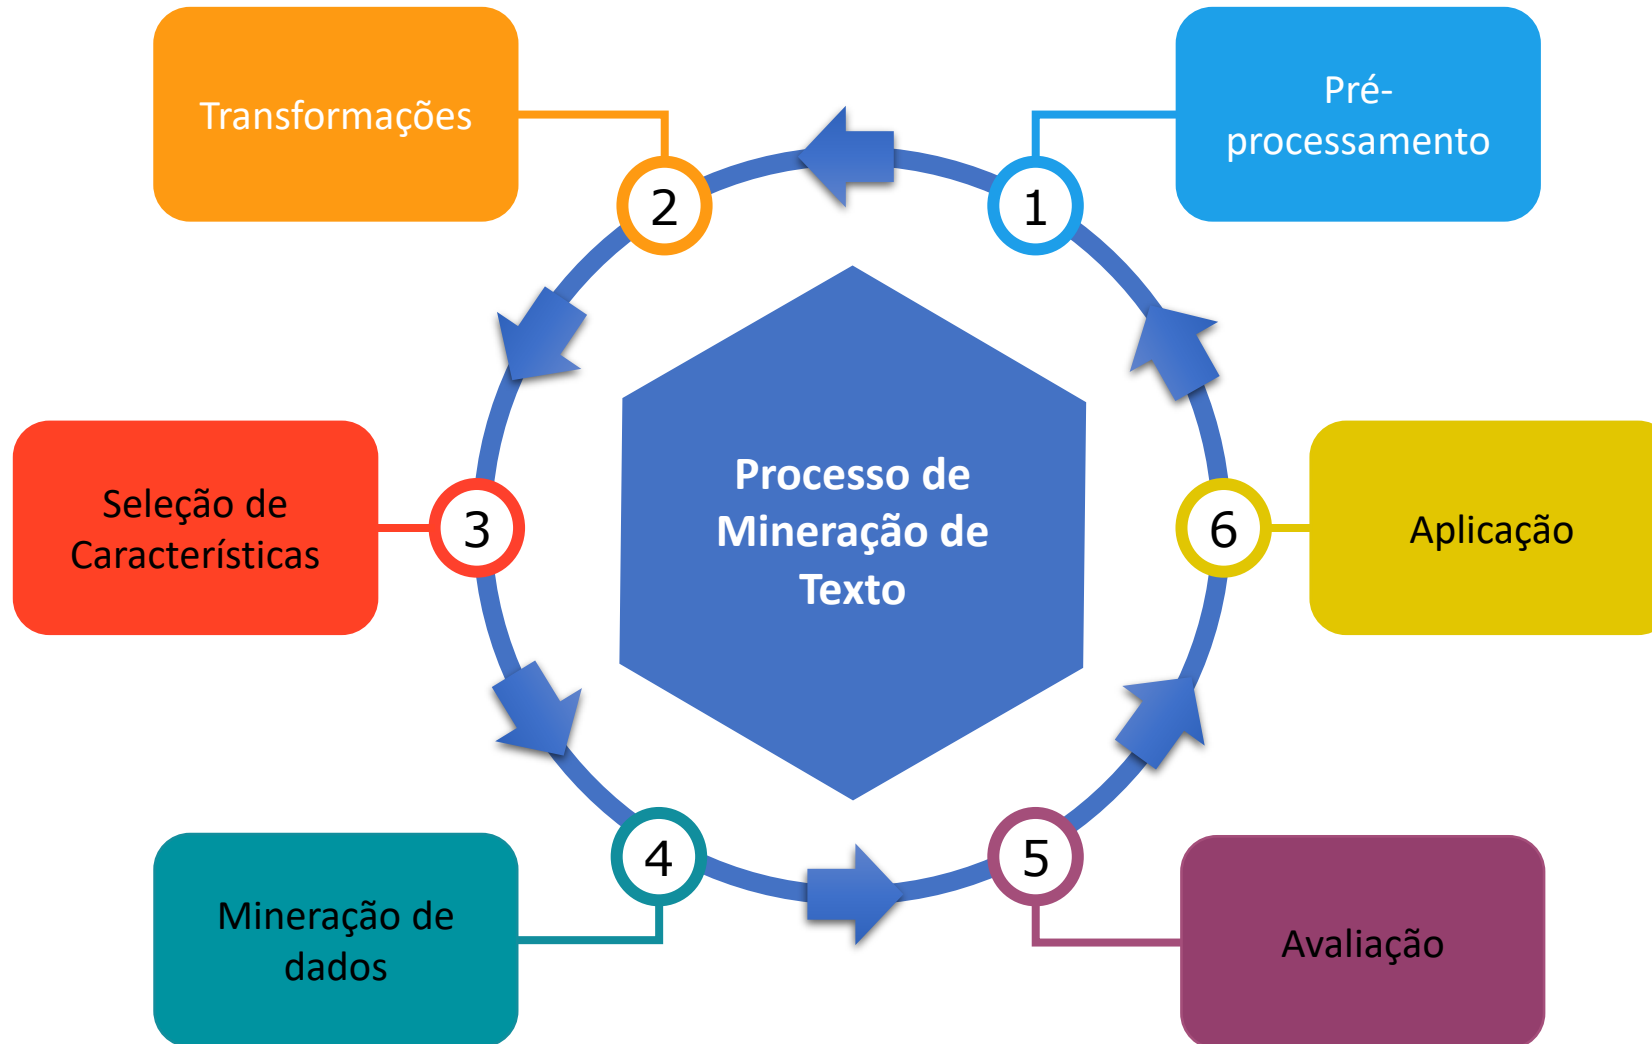 Transformações
2
Pré-
processamento
1
Seleção de
Características
3
Processo de
Mineração de
Texto
6
Aplicação
Mineração de
dados
4
5
Avaliação